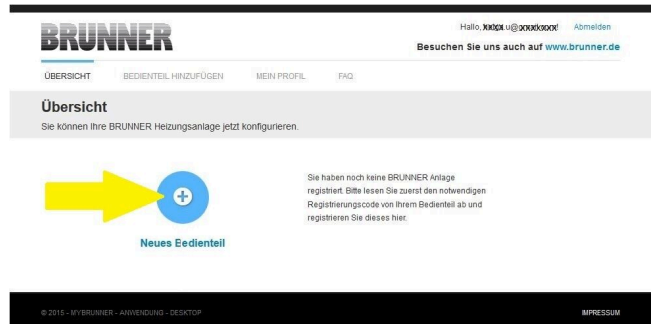 BRUNNER
Hallo, Abmelden
Besuchen Sie uns auch auf www.brunner.de
ÜBERSICHT BEDIENTEIL HINZUFÜGEN MEIN PROFIL FAQ
Übersicht
Sie können Ihre BRUNNER Heizungsanlage jetzt konfigurieren.
Sie haben noch keine BRUNNER Anlage
registriert. Bitte lesen Sie zuerst den notwendigen
Registrierungscode von Ihrem Bedienteil ab und
registrieren Sie dieses hier.
Neues Bedienteil
© 2015 - MYBRUNNER - ANWENDUNG - DESKTOP IMPRESSUM